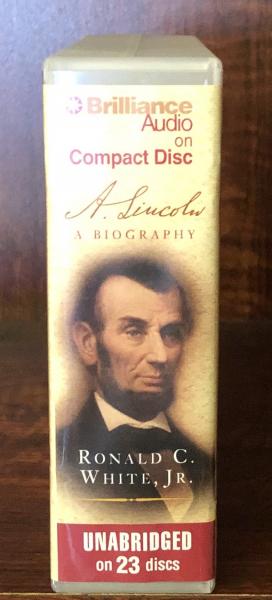 Brilliance
Audio
on
Compact Disc
A. Lincoln
A BIOGRAPHY
RONALD C.
WHITE, JR.
UNABRIDGED
on 23 discs